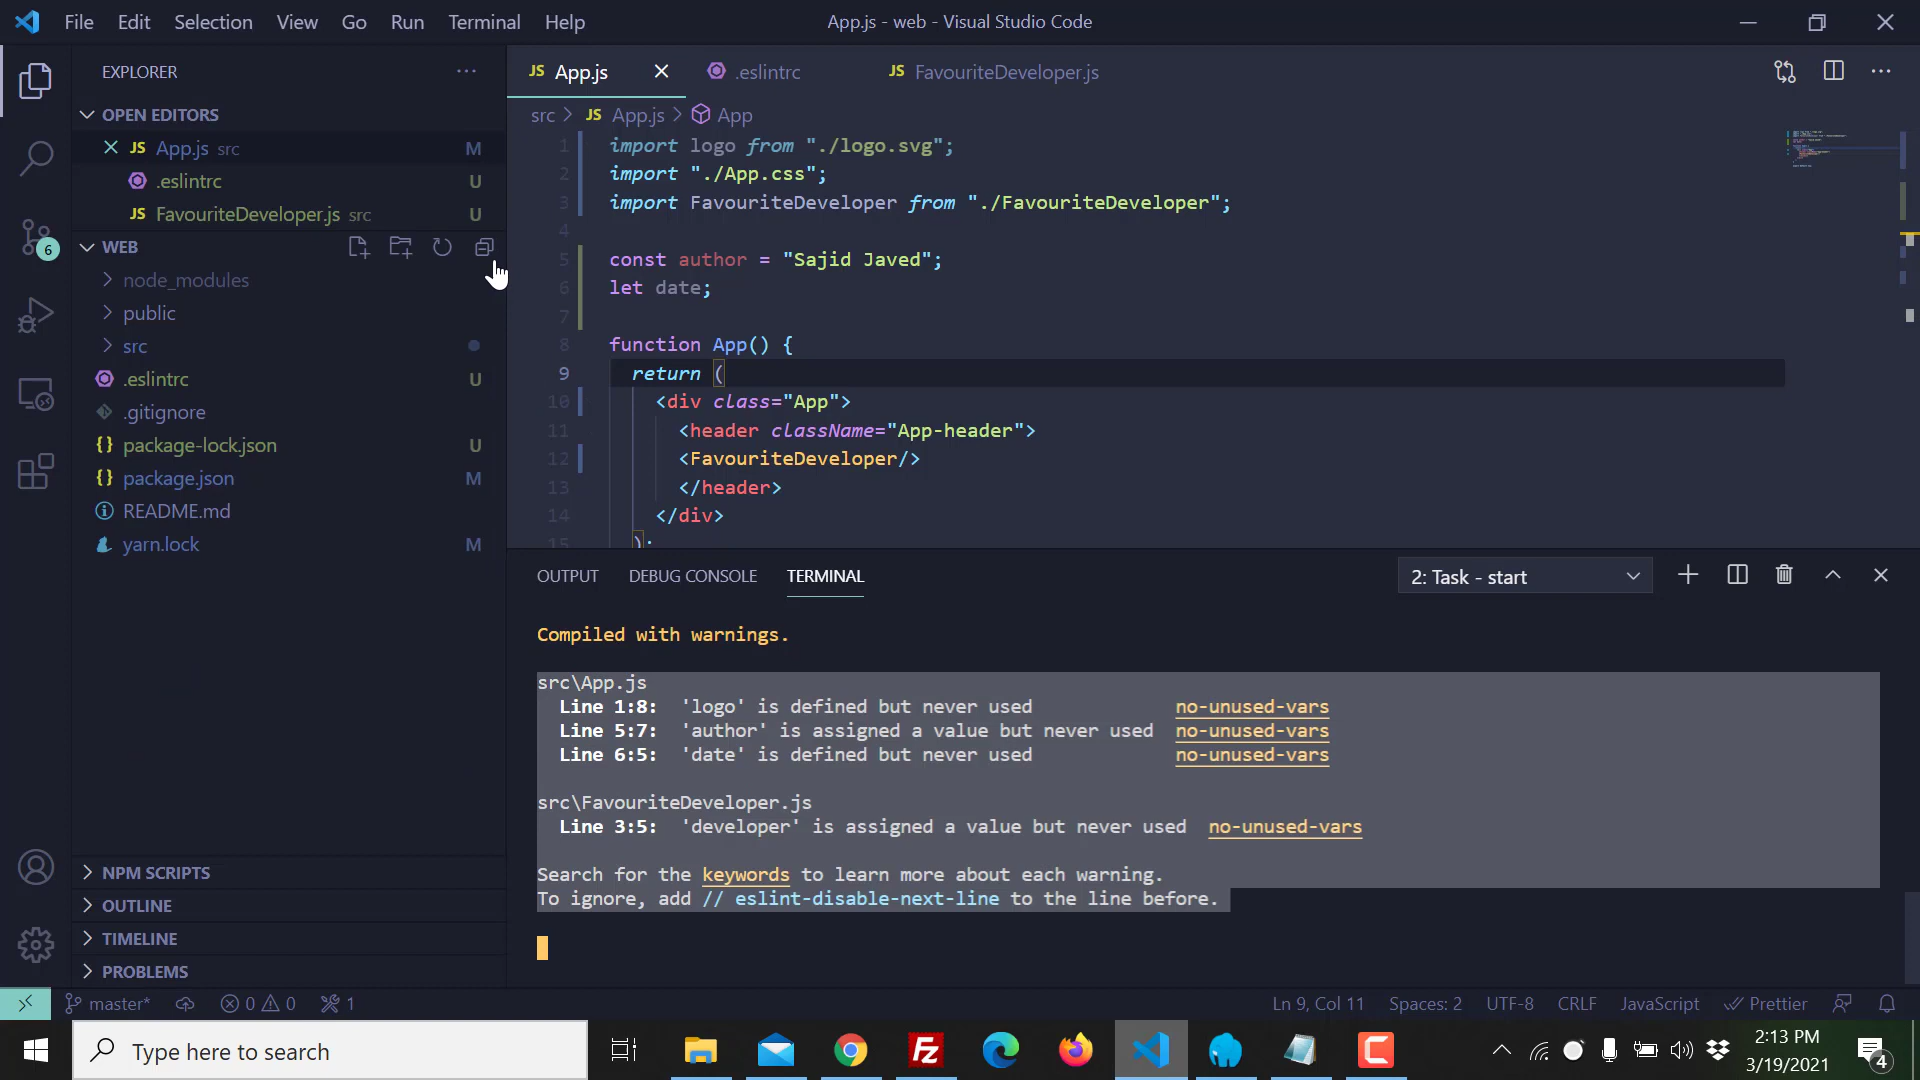 File Edit Selection View Go Run Terminal Help
App.js - web - Visual Studio Code
EXPLORER
OPEN EDITORS
JS App.js src M
.eslintrc U
JS FavouriteDeveloper.js src U
WEB
node_modules
public
src
.eslintrc U
.gitignore
{} package-lock.json U
{} package.json M
README.md
yarn.lock M
NPM SCRIPTS
OUTLINE
TIMELINE
PROBLEMS
6
JS App.js
.eslintrc
JS FavouriteDeveloper.js
src > JS App.js > App
1 import logo from "./logo.svg";
2 import "./App.css";
3 import FavouriteDeveloper from "./FavouriteDeveloper";
4
5 const author = "Sajid Javed";
6 let date;
7
8 function App() {
9 return (
10 <div class="App">
11 <header className="App-header">
12 <FavouriteDeveloper/>
13 </header>
14 </div>
15 );
OUTPUT DEBUG CONSOLE TERMINAL
2: Task - start
Compiled with warnings.
src\App.js
Line 1:8: 'logo' is defined but never used no-unused-vars
Line 5:7: 'author' is assigned a value but never used no-unused-vars
Line 6:5: 'date' is defined but never used no-unused-vars
src\FavouriteDeveloper.js
Line 3:5: 'developer' is assigned a value but never used no-unused-vars
Search for the keywords to learn more about each warning.
To ignore, add // eslint-disable-next-line to the line before.
master* 0 0 1
Ln 9, Col 11 Spaces: 2 UTF-8 CRLF JavaScript Prettier
Type here to search
Fz
2:13 PM
3/19/2021
4